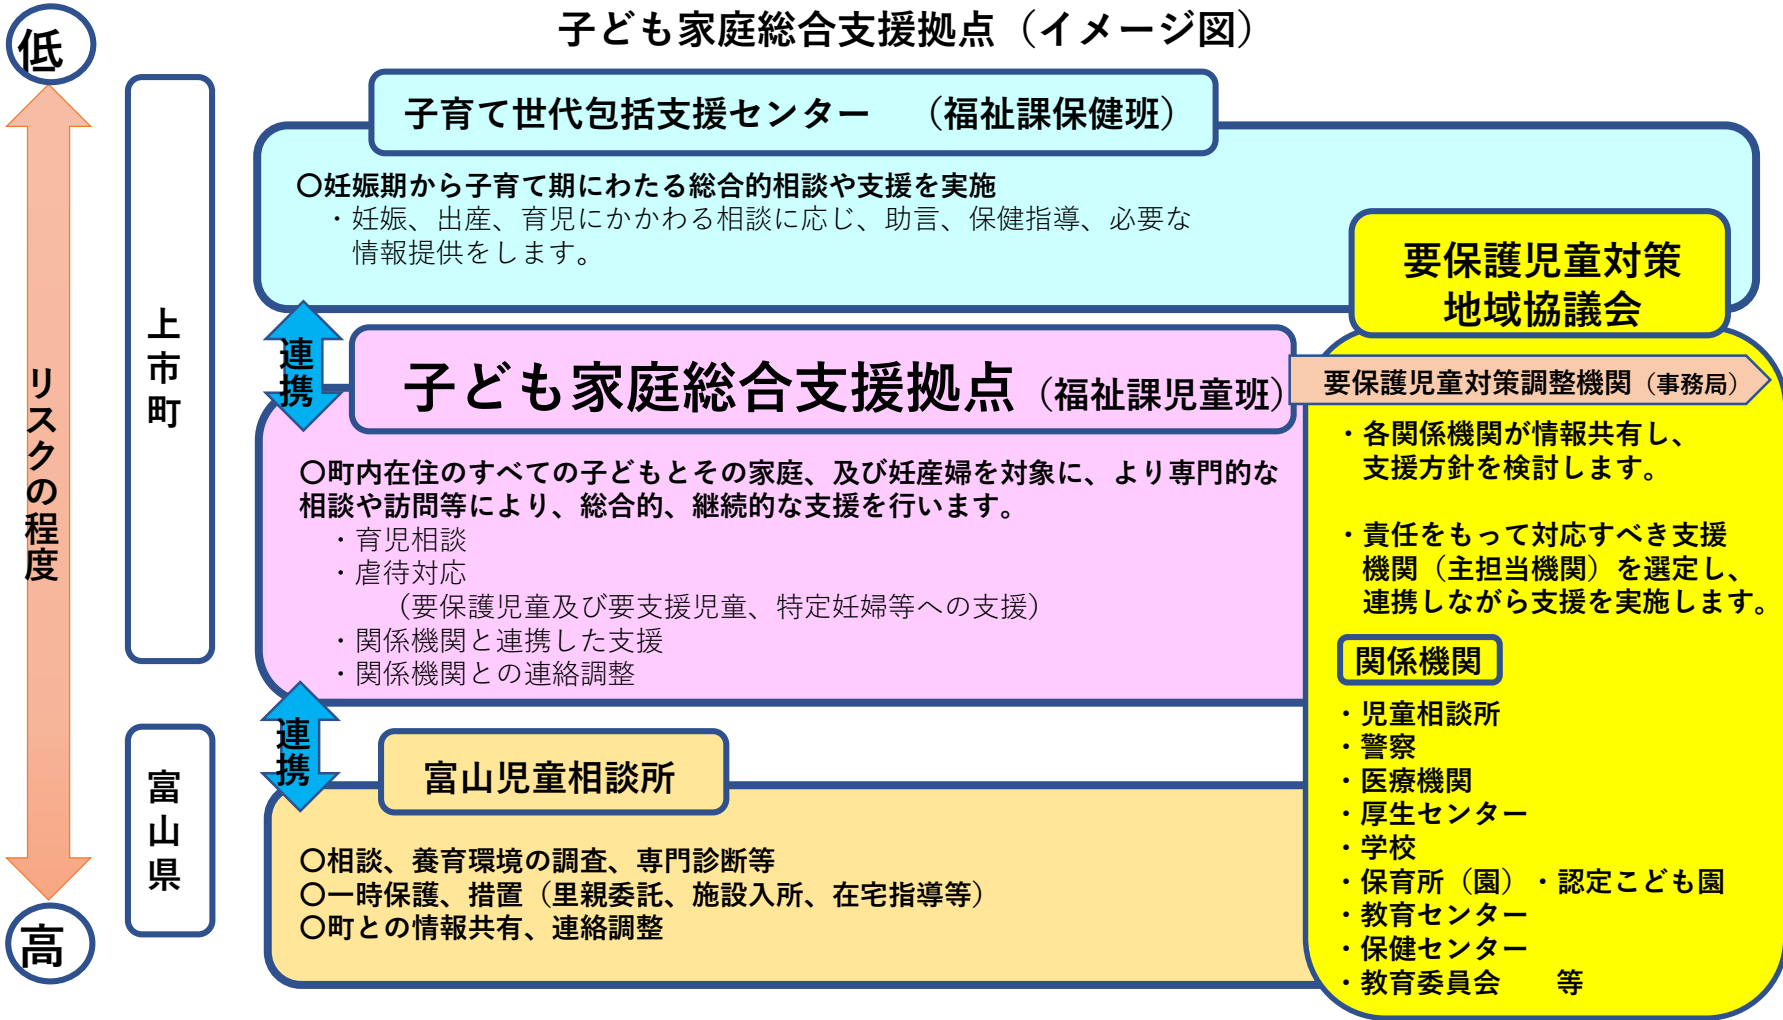 子ども家庭総合支援拠点（イメージ図）
低
リスクの程度
高
上市町
富山県
子育て世代包括支援センター　（福祉課保健班）
〇妊娠期から子育て期にわたる総合的相談や支援を実施
・妊娠、出産、育児にかかわる相談に応じ、助言、保健指導、必要な
情報提供をします。
連携
子ども家庭総合支援拠点（福祉課児童班）
〇町内在住のすべての子どもとその家庭、及び妊産婦を対象に、より専門的な
相談や訪問等により、総合的、継続的な支援を行います。
・育児相談
・虐待対応
（要保護児童及び要支援児童、特定妊婦等への支援）
・関係機関と連携した支援
・関係機関との連絡調整
連携
富山児童相談所
〇相談、養育環境の調査、専門診断等
〇一時保護、措置（里親委託、施設入所、在宅指導等）
〇町との情報共有、連絡調整
要保護児童対策
地域協議会
要保護児童対策調整機関（事務局）
・各関係機関が情報共有し、
支援方針を検討します。
・責任をもって対応すべき支援
機関（主担当機関）を選定し、
連携しながら支援を実施します。
関係機関
・児童相談所
・警察
・医療機関
・厚生センター
・学校
・保育所（園）・認定こども園
・教育センター
・保健センター
・教育委員会　等